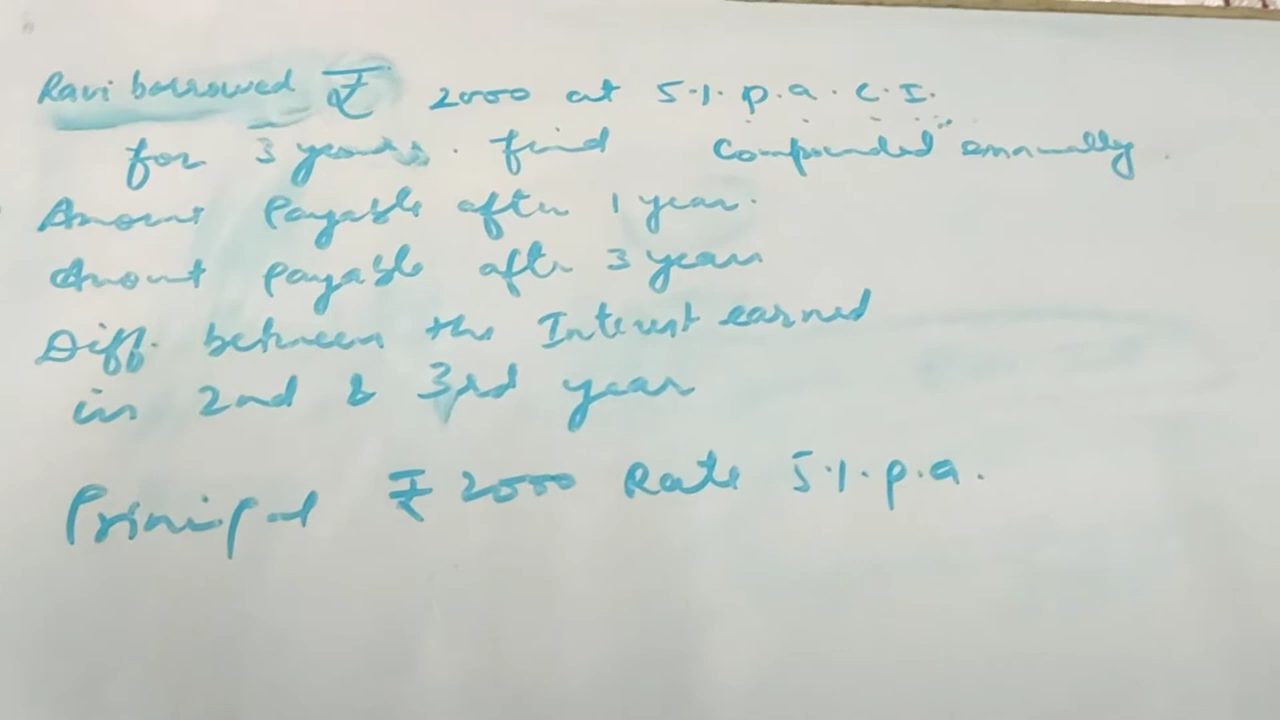 Ravi borrowed ₹ 2000 at 5% p.a. C.I.
for 3 years. find compounded annually.
Amount Payable after 1 year.
Amount payable after 3 years
Diff. between the Interest earned
in 2nd & 3rd year
Principal ₹ 2000 Rate 5% p.a.